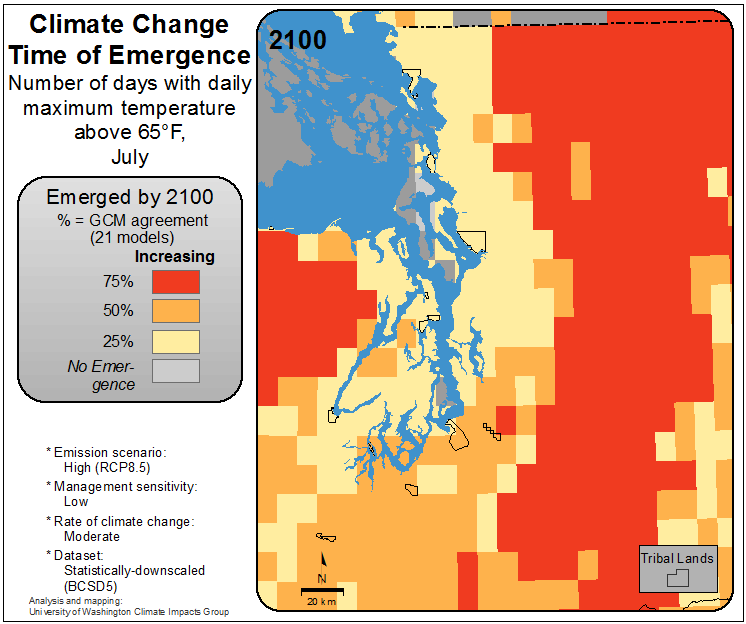 Climate Change
Time of Emergence
Number of days with daily
maximum temperature
above 65°F,
July
Emerged by 2100
% = GCM agreement
(21 models)
Increasing
75%
50%
25%
No Emer-
gence
* Emission scenario:
High (RCP8.5)
* Management sensitivity:
Low
* Rate of climate change:
Moderate
* Dataset:
Statistically-downscaled
(BCSD5)
Analysis and mapping:
University of Washington Climate Impacts Group
2100
N
20 km
Tribal Lands